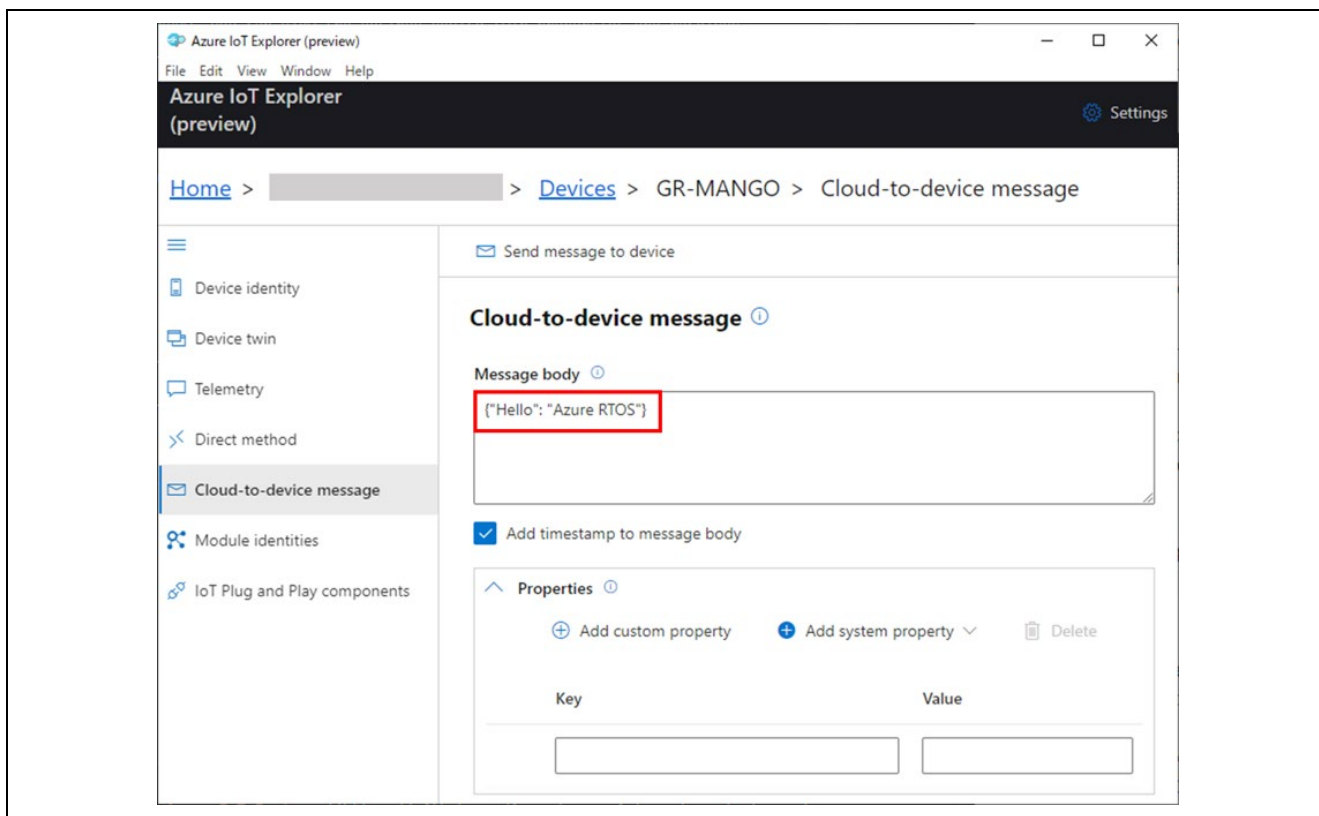 Azure IoT Explorer (preview)
File Edit View Window Help
Azure IoT Explorer
(preview)
Settings
Home > > Devices > GR-MANGO > Cloud-to-device message
Send message to device
Device identity
Device twin
Telemetry
Direct method
Cloud-to-device message
Module identities
IoT Plug and Play components
Cloud-to-device message
Message body
{"Hello": "Azure RTOS"}
Add timestamp to message body
Properties
Add custom property Add system property Delete
Key Value